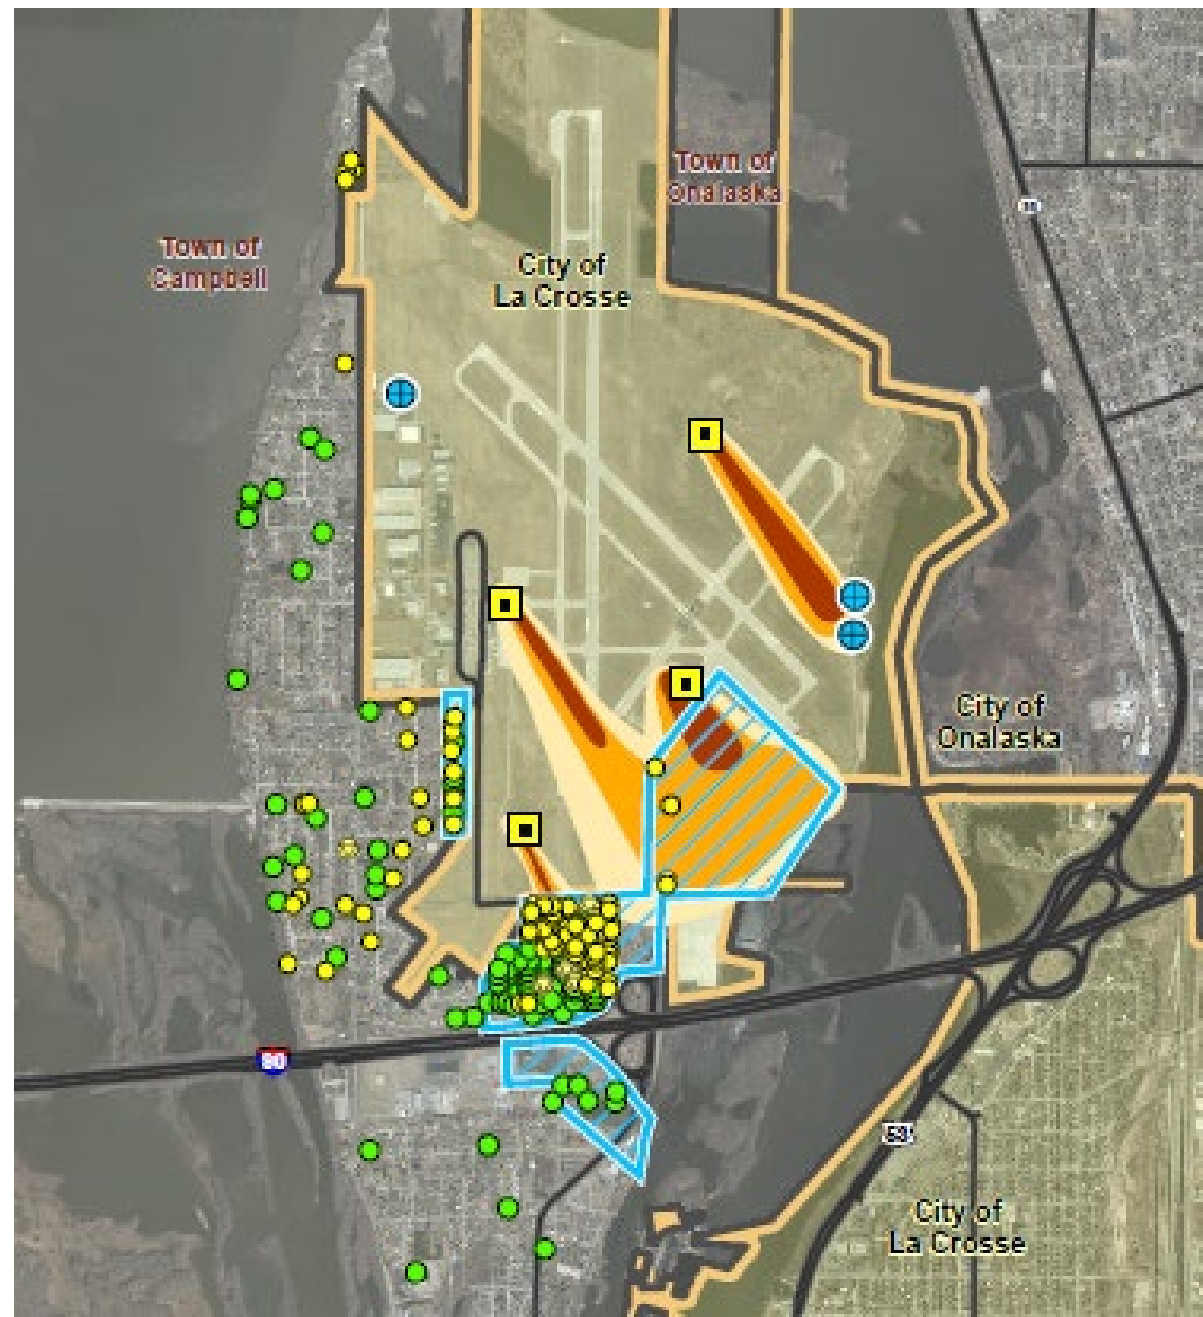 Town of
Onalaska
Town of
Campbell
City of
La Crosse
City of
Onalaska
90
53
City of
La Crosse